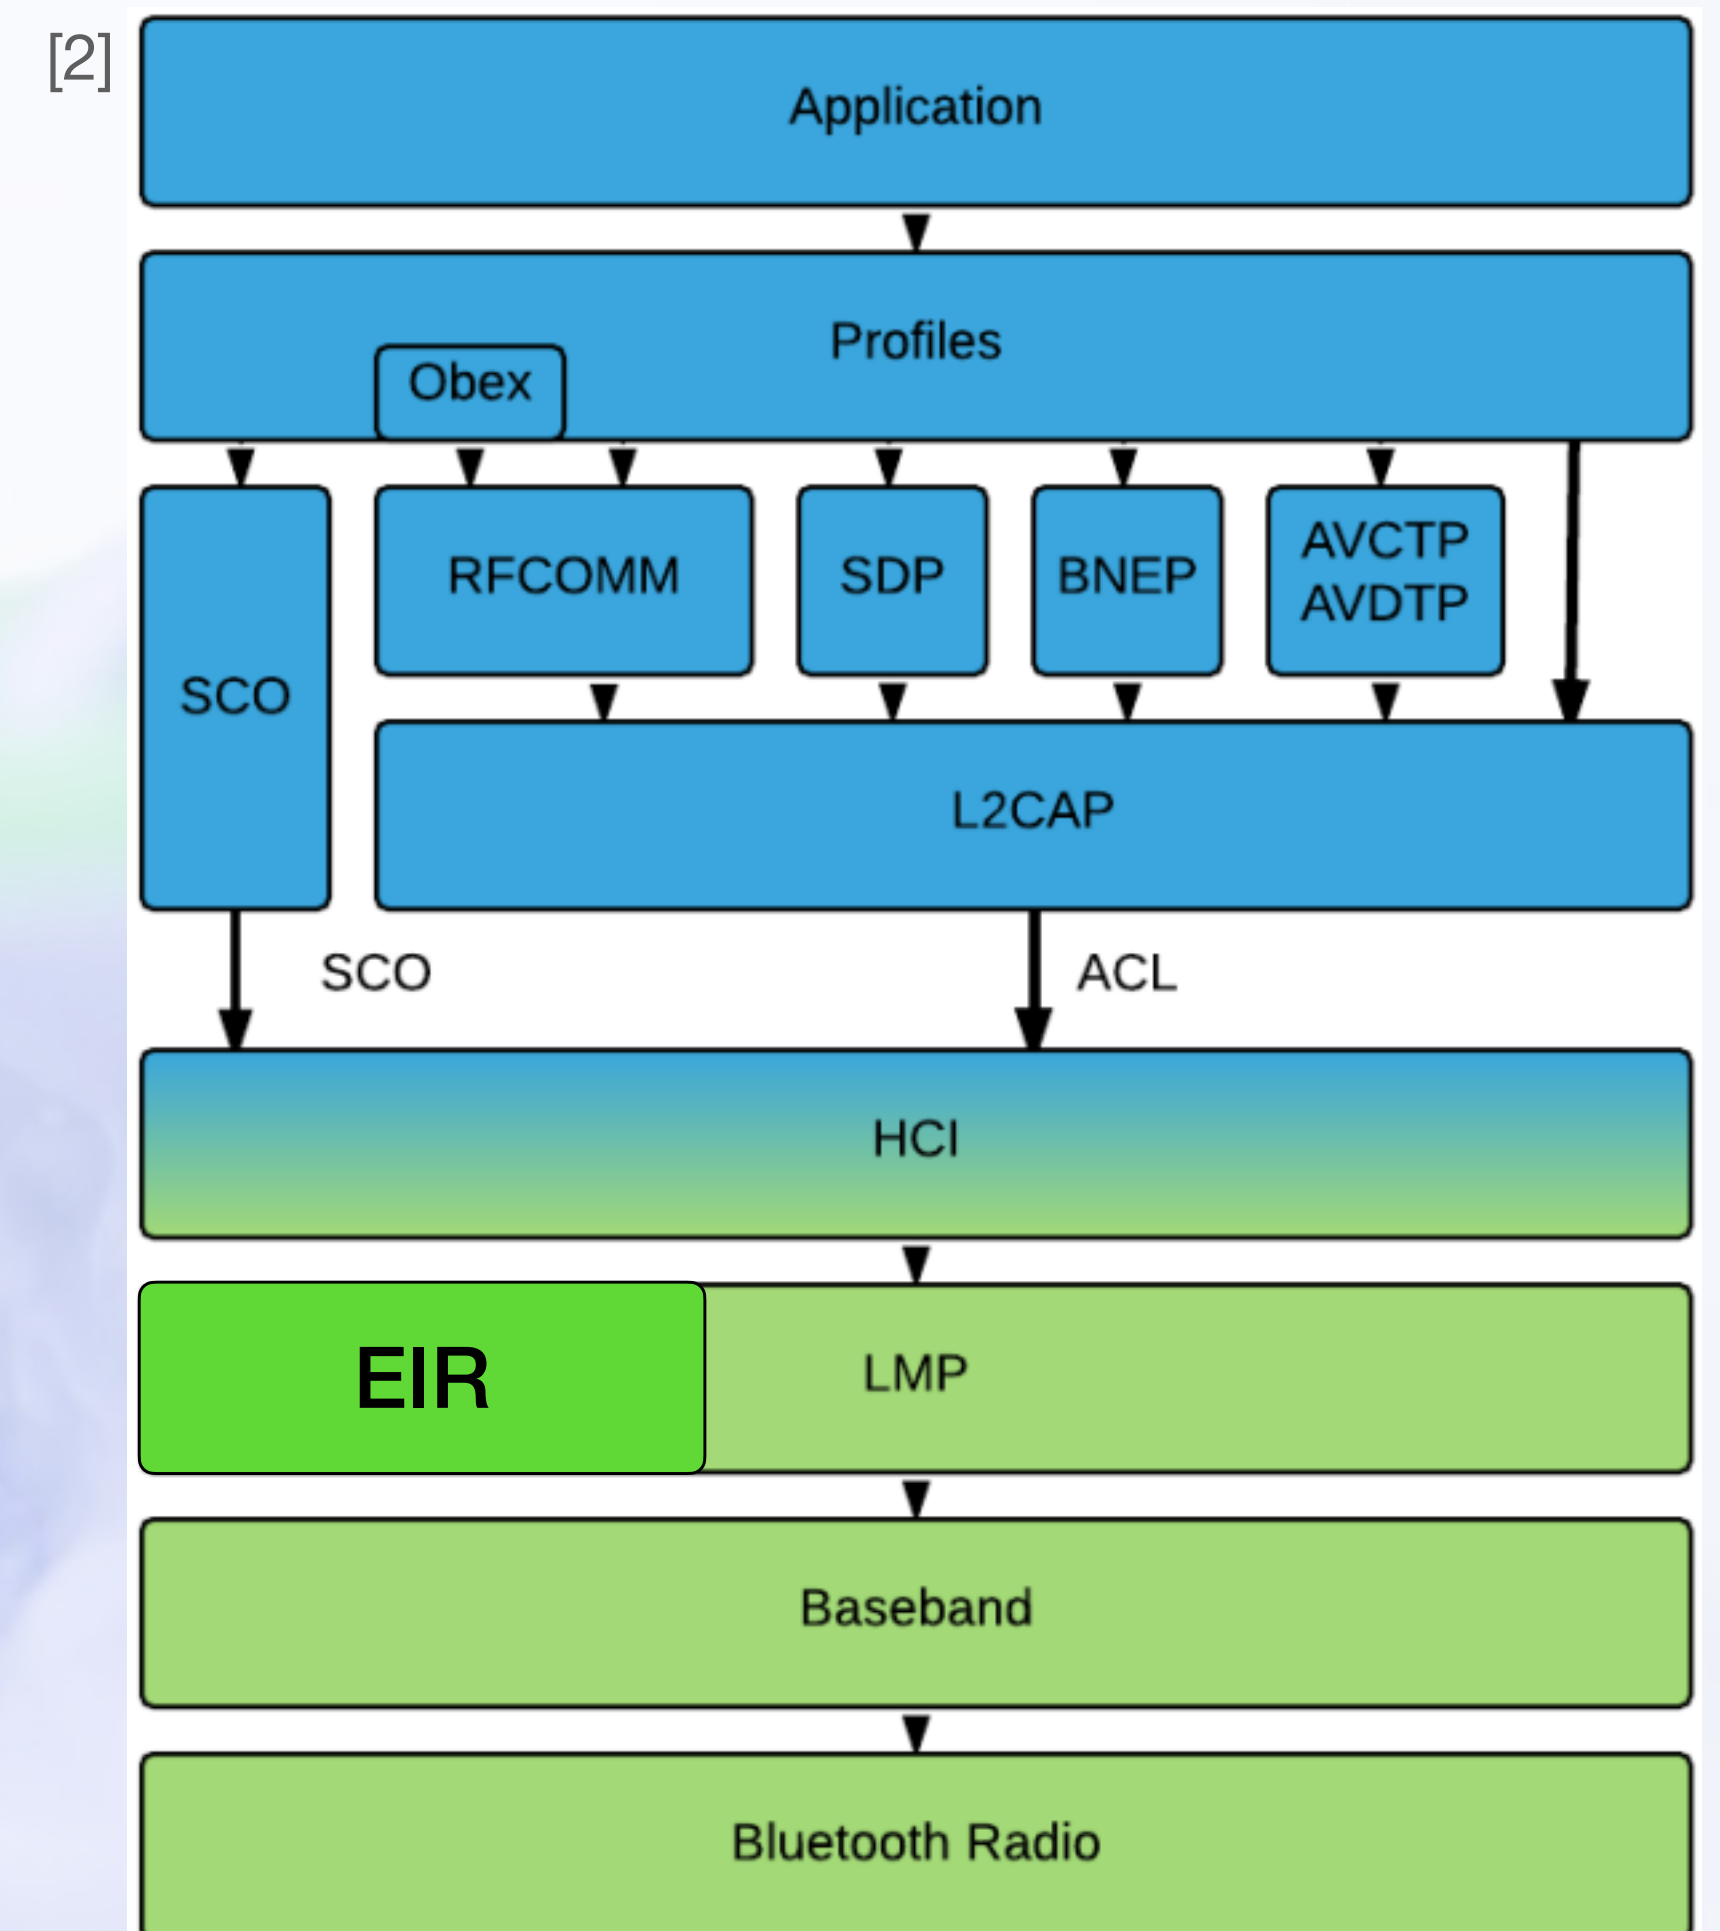 [2]
Application
Profiles
Obex
RFCOMM
SDP
BNEP
AVCTP
AVDTP
SCO
L2CAP
SCO
ACL
HCI
EIR
LMP
Baseband
Bluetooth Radio